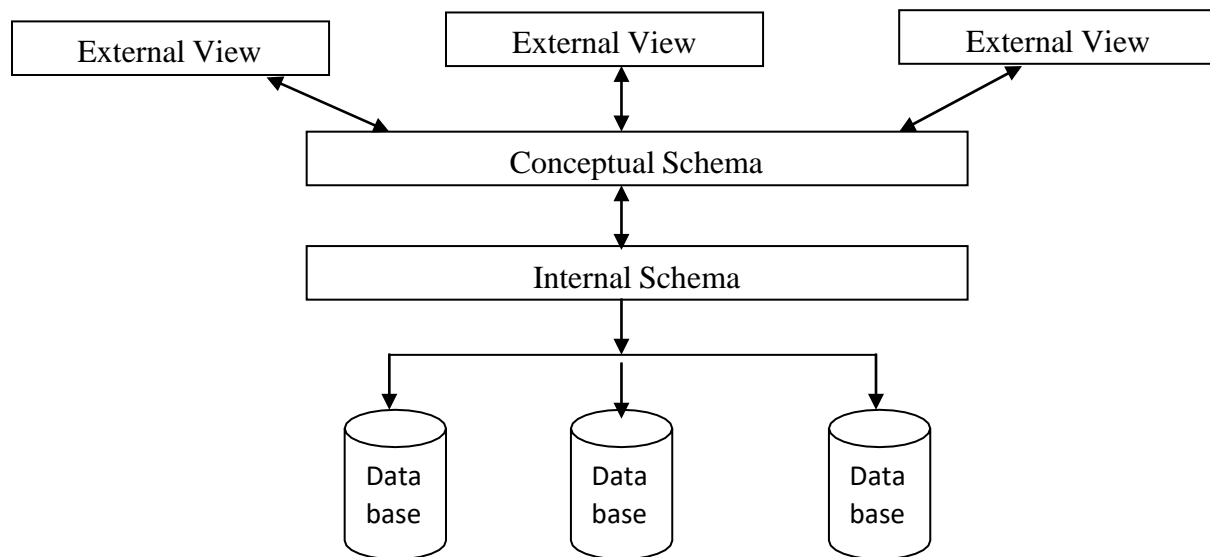 External View
External View
External View
Conceptual Schema
Internal Schema
Data
base
Data
base
Data
base